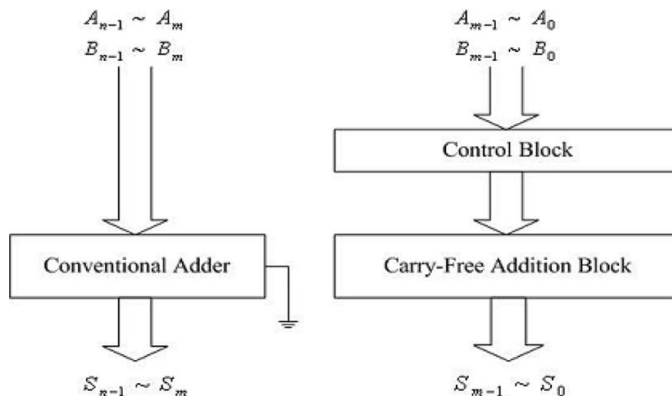 A_{n-1} ~ A_m
B_{n-1} ~ B_m
Conventional Adder
S_{n-1} ~ S_m
A_{m-1} ~ A_0
B_{m-1} ~ B_0
Control Block
Carry-Free Addition Block
S_{m-1} ~ S_0